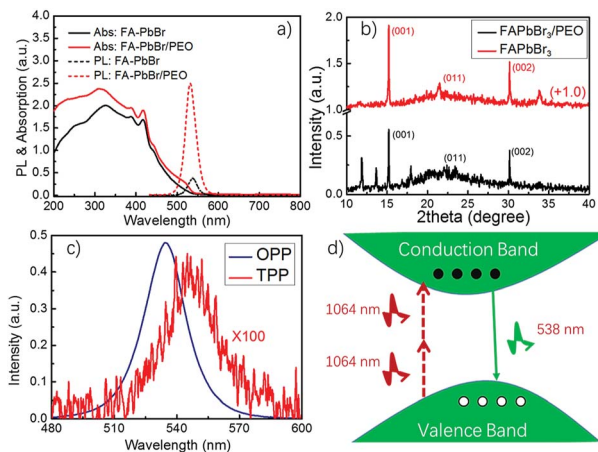 a)
Abs: FA-PbBr
Abs: FA-PbBr/PEO
PL: FA-PbBr
PL: FA-PbBr/PEO
PL & Absorption (a.u.)
4.0
3.5
3.0
2.5
2.0
1.5
1.0
0.5
0.0
200 300 400 500 600 700 800
Wavelength (nm)
b)
FAPbBr₃/PEO
FAPbBr₃
(001)
(011)
(002)
(+1.0)
(001)
(011)
(002)
Intensity (a.u.)
2.0
1.5
1.0
0.5
0.0
10 15 20 25 30 35 40
2theta (degree)
c)
OPP
TPP
X100
Intensity (a.u.)
0.5
0.4
0.3
0.2
0.1
0.0
480 510 540 570 600
Wavelength (nm)
d)
Conduction Band
1064 nm
538 nm
1064 nm
Valence Band